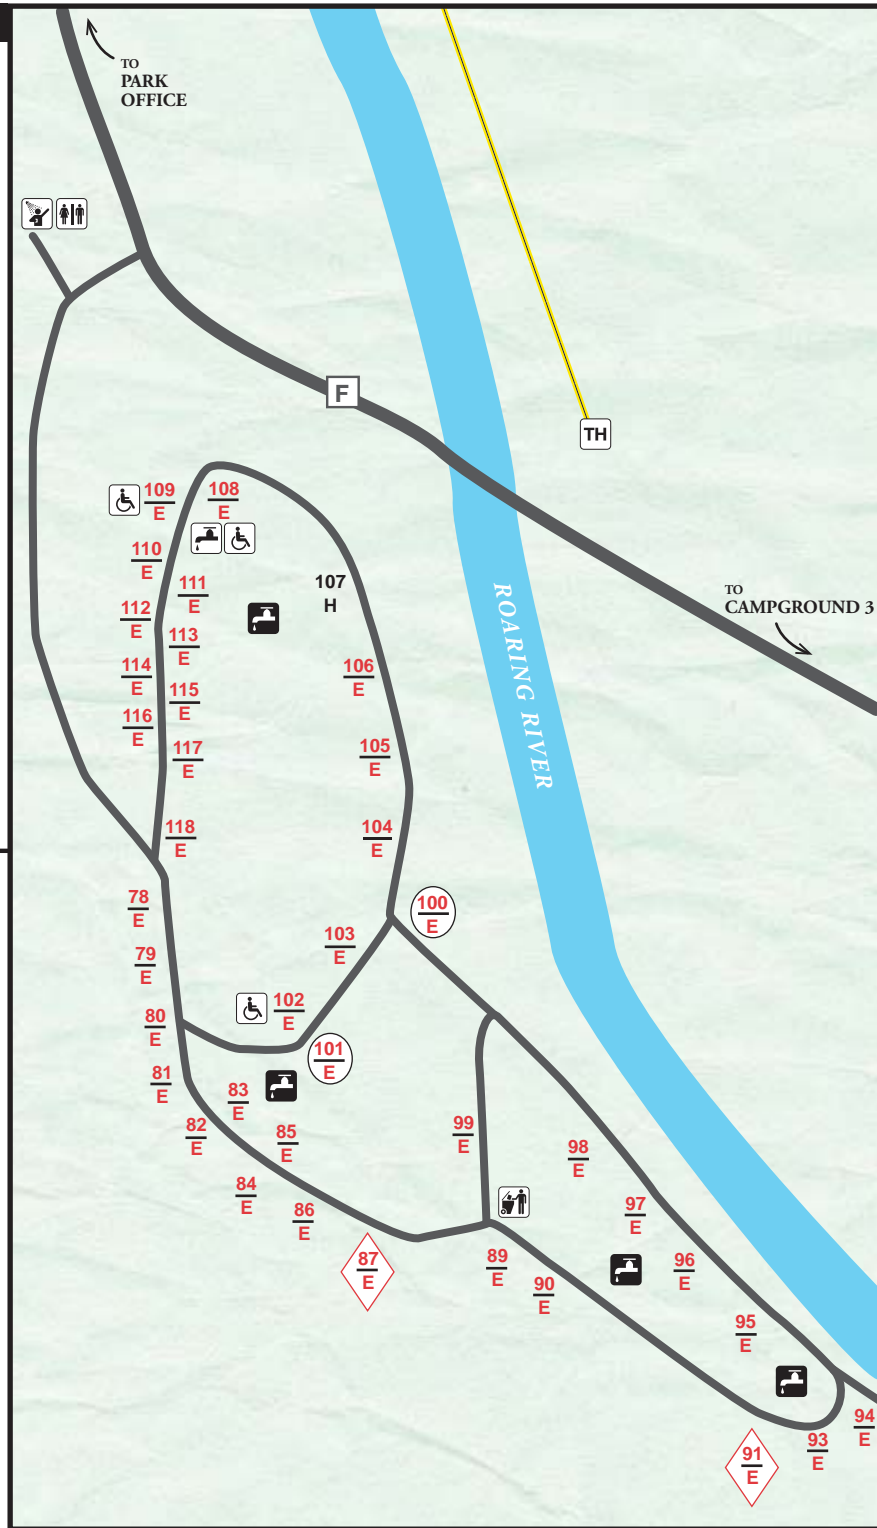 TO
PARK
OFFICE
F
TH
109
E
108
E
110
E
111
E
107
H
112
E
113
E
TO
CAMPGROUND 3
ROARING RIVER
114
E
106
E
115
E
116
E
117
E
105
E
118
E
104
E
78
E
100
E
103
E
79
E
102
E
80
E
101
E
81
E
83
E
82
E
85
E
99
E
98
E
84
E
86
E
97
E
87
E
89
E
90
E
96
E
95
E
94
E
93
E
91
E